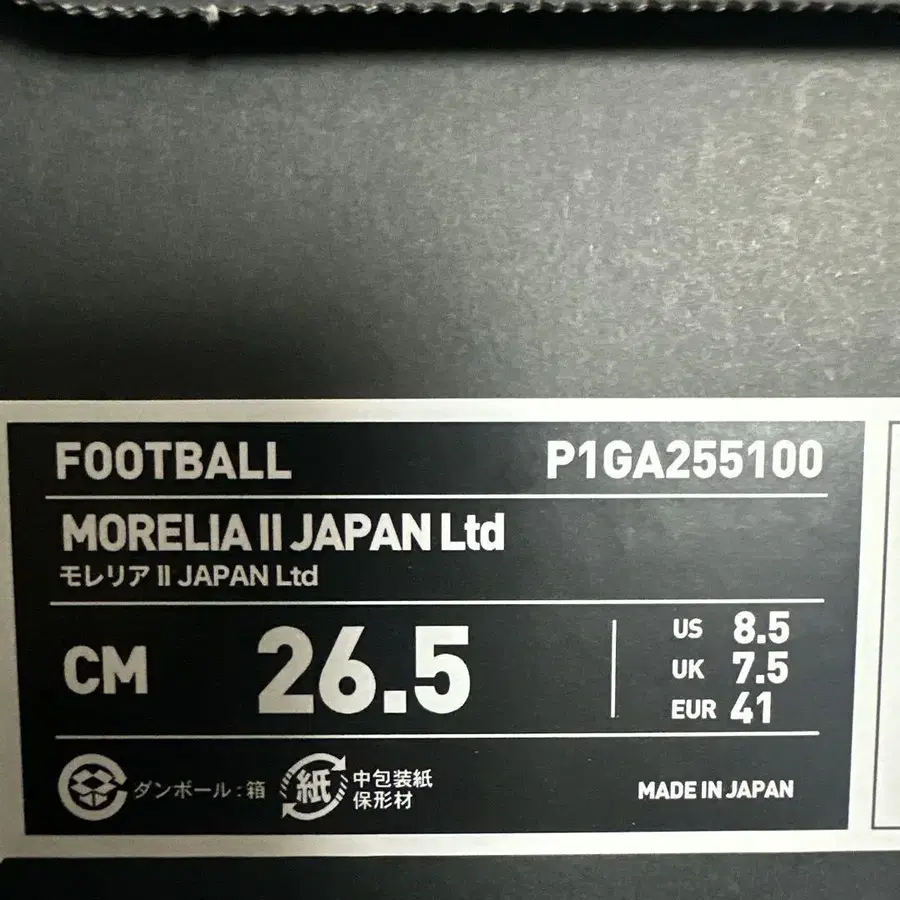 FOOTBALL P1GA255100
MORELIA II JAPAN Ltd
モレリア II JAPAN Ltd
CM 26.5
US 8.5
UK 7.5
EUR 41
ダンボール:箱
紙
中包装紙
保形材
MADE IN JAPAN